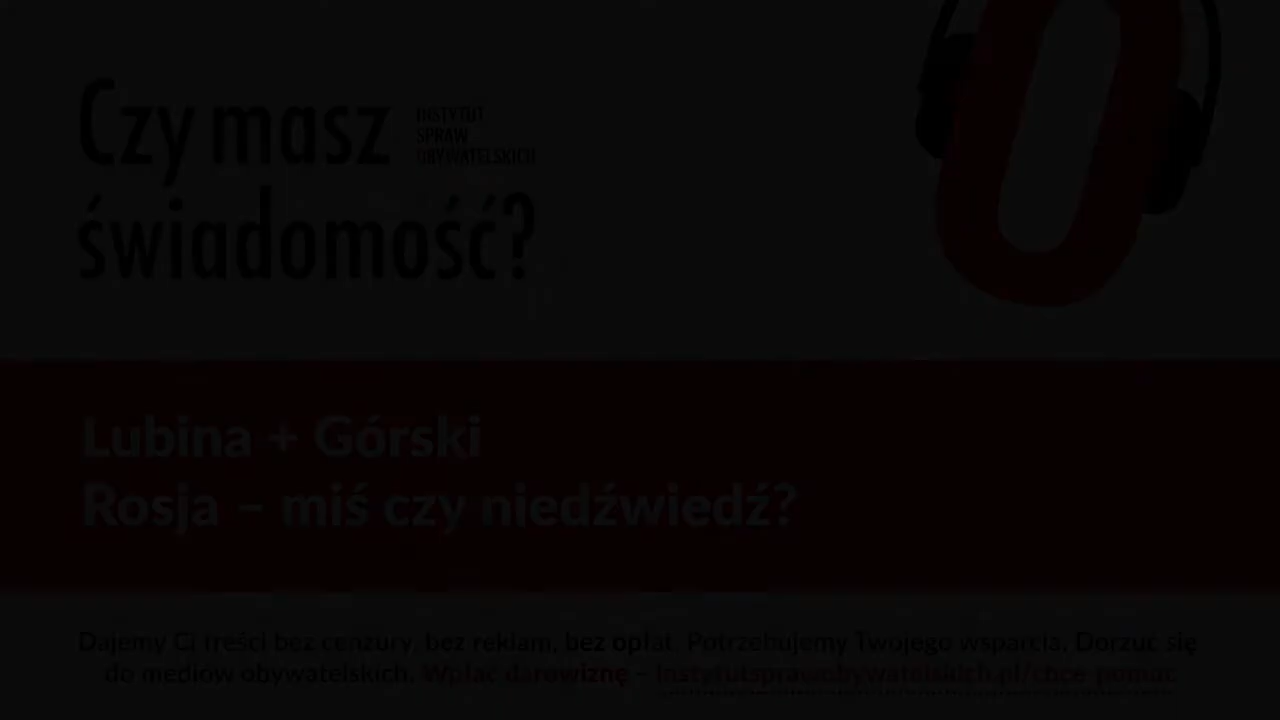 Czy masz
INSTYTUT
SPRAW
OBYWATELSKICH
świadomość?
Lubina + Górski
Rosja – miś czy niedźwiedź?
Dajemy Ci treści bez cenzury, bez reklam, bez opłat. Potrzebujemy Twojego wsparcia. Dorzuć się
do mediów obywatelskich. Wpłać darowiznę – instytutsprawobywatelskich.pl/chce-pomoc